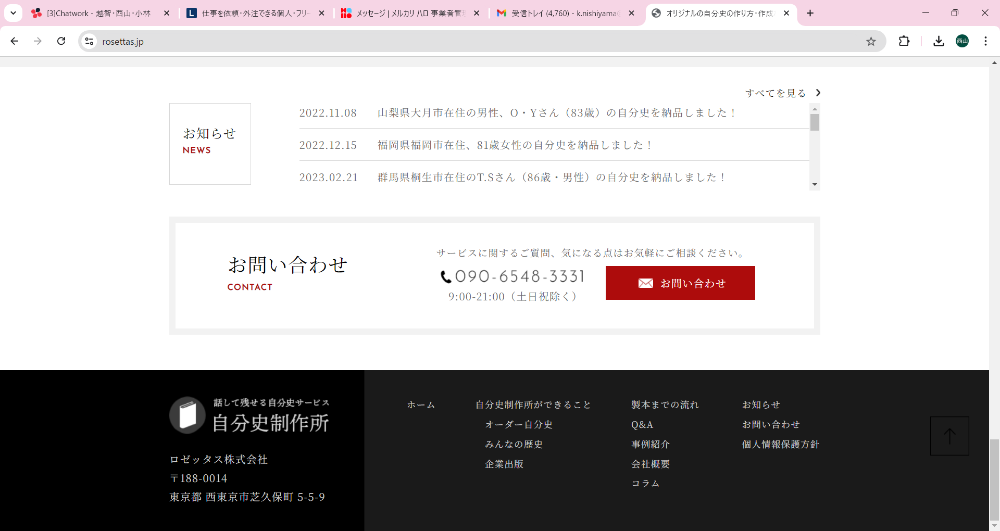 [3]Chatwork - 越智・西山・小林
仕事を依頼・外注できる個人・フリー
メッセージ | メルカリ ハロ 事業者管理
受信トレイ (4,760) - k.nishiyama@
オリジナルの自分史の作り方・作成
rosettas.jp
西山
すべてを見る
お知らせ
NEWS
2022.11.08 山梨県大月市在住の男性、O・Yさん（83歳）の自分史を納品しました！
2022.12.15 福岡県福岡市在住、81歳女性の自分史を納品しました！
2023.02.21 群馬県桐生市在住のT.Sさん（86歳・男性）の自分史を納品しました！
お問い合わせ
CONTACT
サービスに関するご質問、気になる点はお気軽にご相談ください。
090-6548-3331
9:00-21:00（土日祝除く）
お問い合わせ
話して残せる自分史サービス
自分史制作所
ロゼッタス株式会社
〒188-0014
東京都 西東京市芝久保町 5-5-9
ホーム
自分史制作所ができること
オーダー自分史
みんなの歴史
企業出版
製本までの流れ
Q&A
事例紹介
会社概要
コラム
お知らせ
お問い合わせ
個人情報保護方針